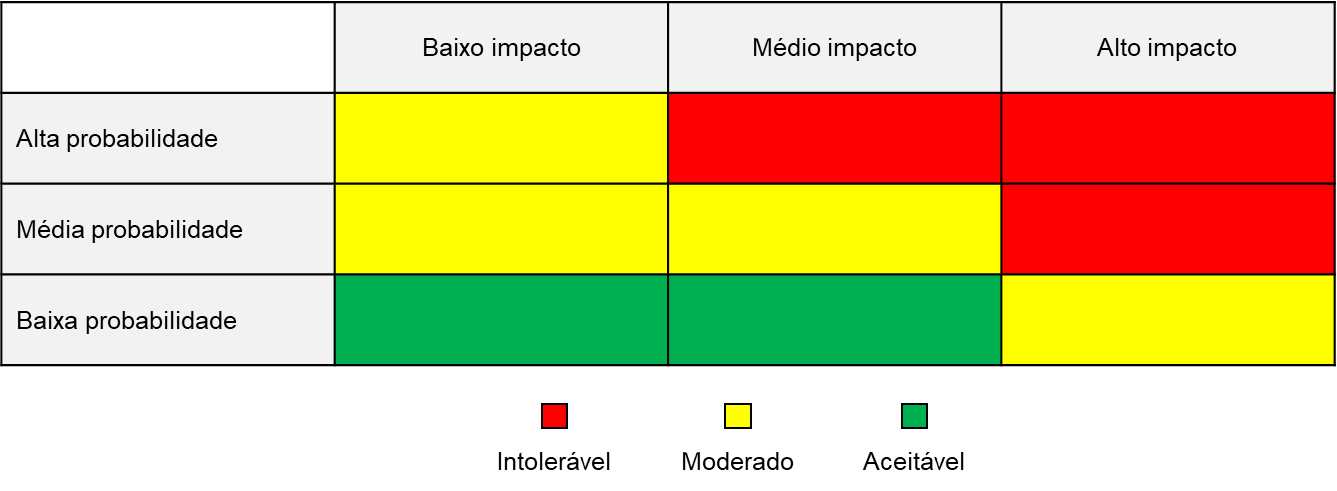 Baixo impacto Médio impacto Alto impacto
Alta probabilidade
Média probabilidade
Baixa probabilidade
Intolerável Moderado Aceitável